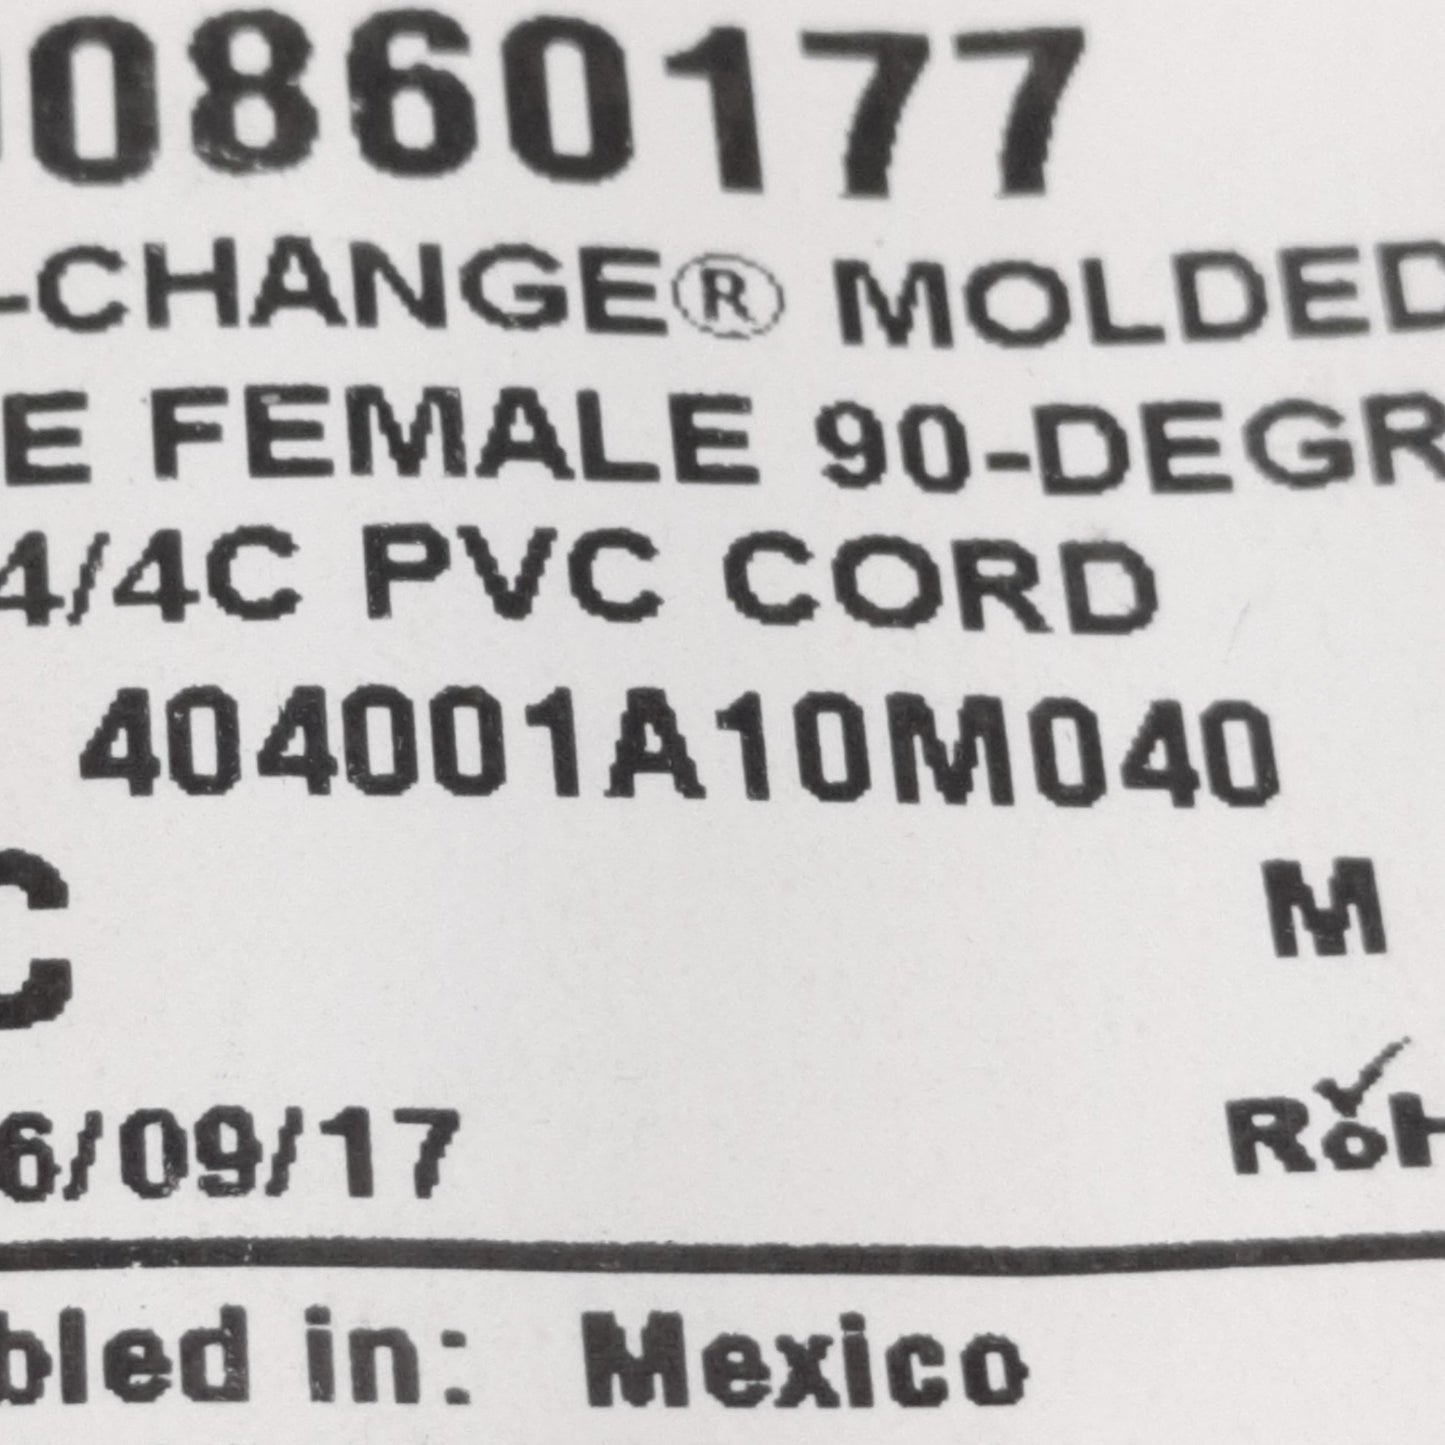 0860177
-CHANGE® MOLDED
E FEMALE 90-DEGR
4/4C PVC CORD
404001A10M040
C
M
6/09/17
RoH
bled in: Mexico